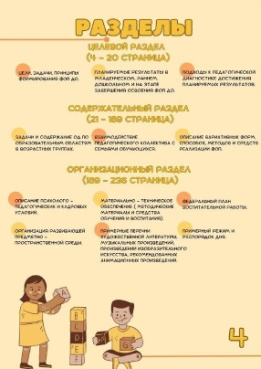 РАЗДЕЛЫ
ЦЕЛЕВОЙ РАЗДЕЛ
(4 - 20 СТРАНИЦА)
ЦЕЛИ, ЗАДАЧИ, ПРИНЦИПЫ
ФОРМИРОВАНИЯ ФОП ДО.
ПЛАНИРУЕМЫЕ РЕЗУЛЬТАТЫ В
МЛАДЕНЧЕСКОМ, РАННЕМ,
ДОШКОЛЬНОМ И НА ЭТАПЕ
ЗАВЕРШЕНИЯ ОСВОЕНИЯ ФОП ДО.
ПОДХОДЫ К ПЕДАГОГИЧЕСКОЙ
ДИАГНОСТИКЕ ДОСТИЖЕНИЯ
ПЛАНИРУЕМЫХ РЕЗУЛЬТАТОВ.
СОДЕРЖАТЕЛЬНЫЙ РАЗДЕЛ
(21 - 189 СТРАНИЦА)
ЗАДАЧИ И СОДЕРЖАНИЕ ОД ПО
ОБРАЗОВАТЕЛЬНЫМ ОБЛАСТЯМ
В ВОЗРАСТНЫХ ГРУППАХ.
ВЗАИМОДЕЙСТВИЕ
ПЕДАГОГИЧЕСКОГО КОЛЛЕКТИВА С
СЕМЬЯМИ ОБУЧАЮЩИХСЯ.
ОПИСАНИЕ ВАРИАТИВНЫХ ФОРМ,
СПОСОБОВ, МЕТОДОВ И СРЕДСТВ
РЕАЛИЗАЦИИ ФОП.
ОРГАНИЗАЦИОННЫЙ РАЗДЕЛ
(189 - 236 СТРАНИЦА)
ОПИСАНИЕ ПСИХОЛОГО -
ПЕДАГОГИЧЕСКИХ И КАДРОВЫХ
УСЛОВИЙ.
МАТЕРИАЛЬНО - ТЕХНИЧЕСКОЕ
ОБЕСПЕЧЕНИЕ ( МЕТОДИЧЕСКИЕ
МАТЕРИАЛЫ И СРЕДСТВА
ОБУЧЕНИЯ И ВОСПИТАНИЯ).
ФЕДЕРАЛЬНЫЙ ПЛАН
ВОСПИТАТЕЛЬНОЙ РАБОТЫ.
ОРГАНИЗАЦИЯ РАЗВИВАЮЩЕЙ
ПРЕДМЕТНО -
ПРОСТРАНСТВЕННОЙ СРЕДЫ.
ПРИМЕРНЫЕ ПЕРЕЧНИ
ХУДОЖЕСТВЕННОЙ ЛИТЕРАТУРЫ,
МУЗЫКАЛЬНЫХ ПРОИЗВЕДЕНИЙ,
ПРОИЗВЕДЕНИЙ ИЗОБРАЗИТЕЛЬНОГО
ИСКУССТВА, РЕКОМЕНДОВАННЫХ
АНИМАЦИОННЫХ ПРОИЗВЕДЕНИЙ.
ПРИМЕРНЫЙ РЕЖИМ И
РАСПОРЯДОК ДНЯ.
4